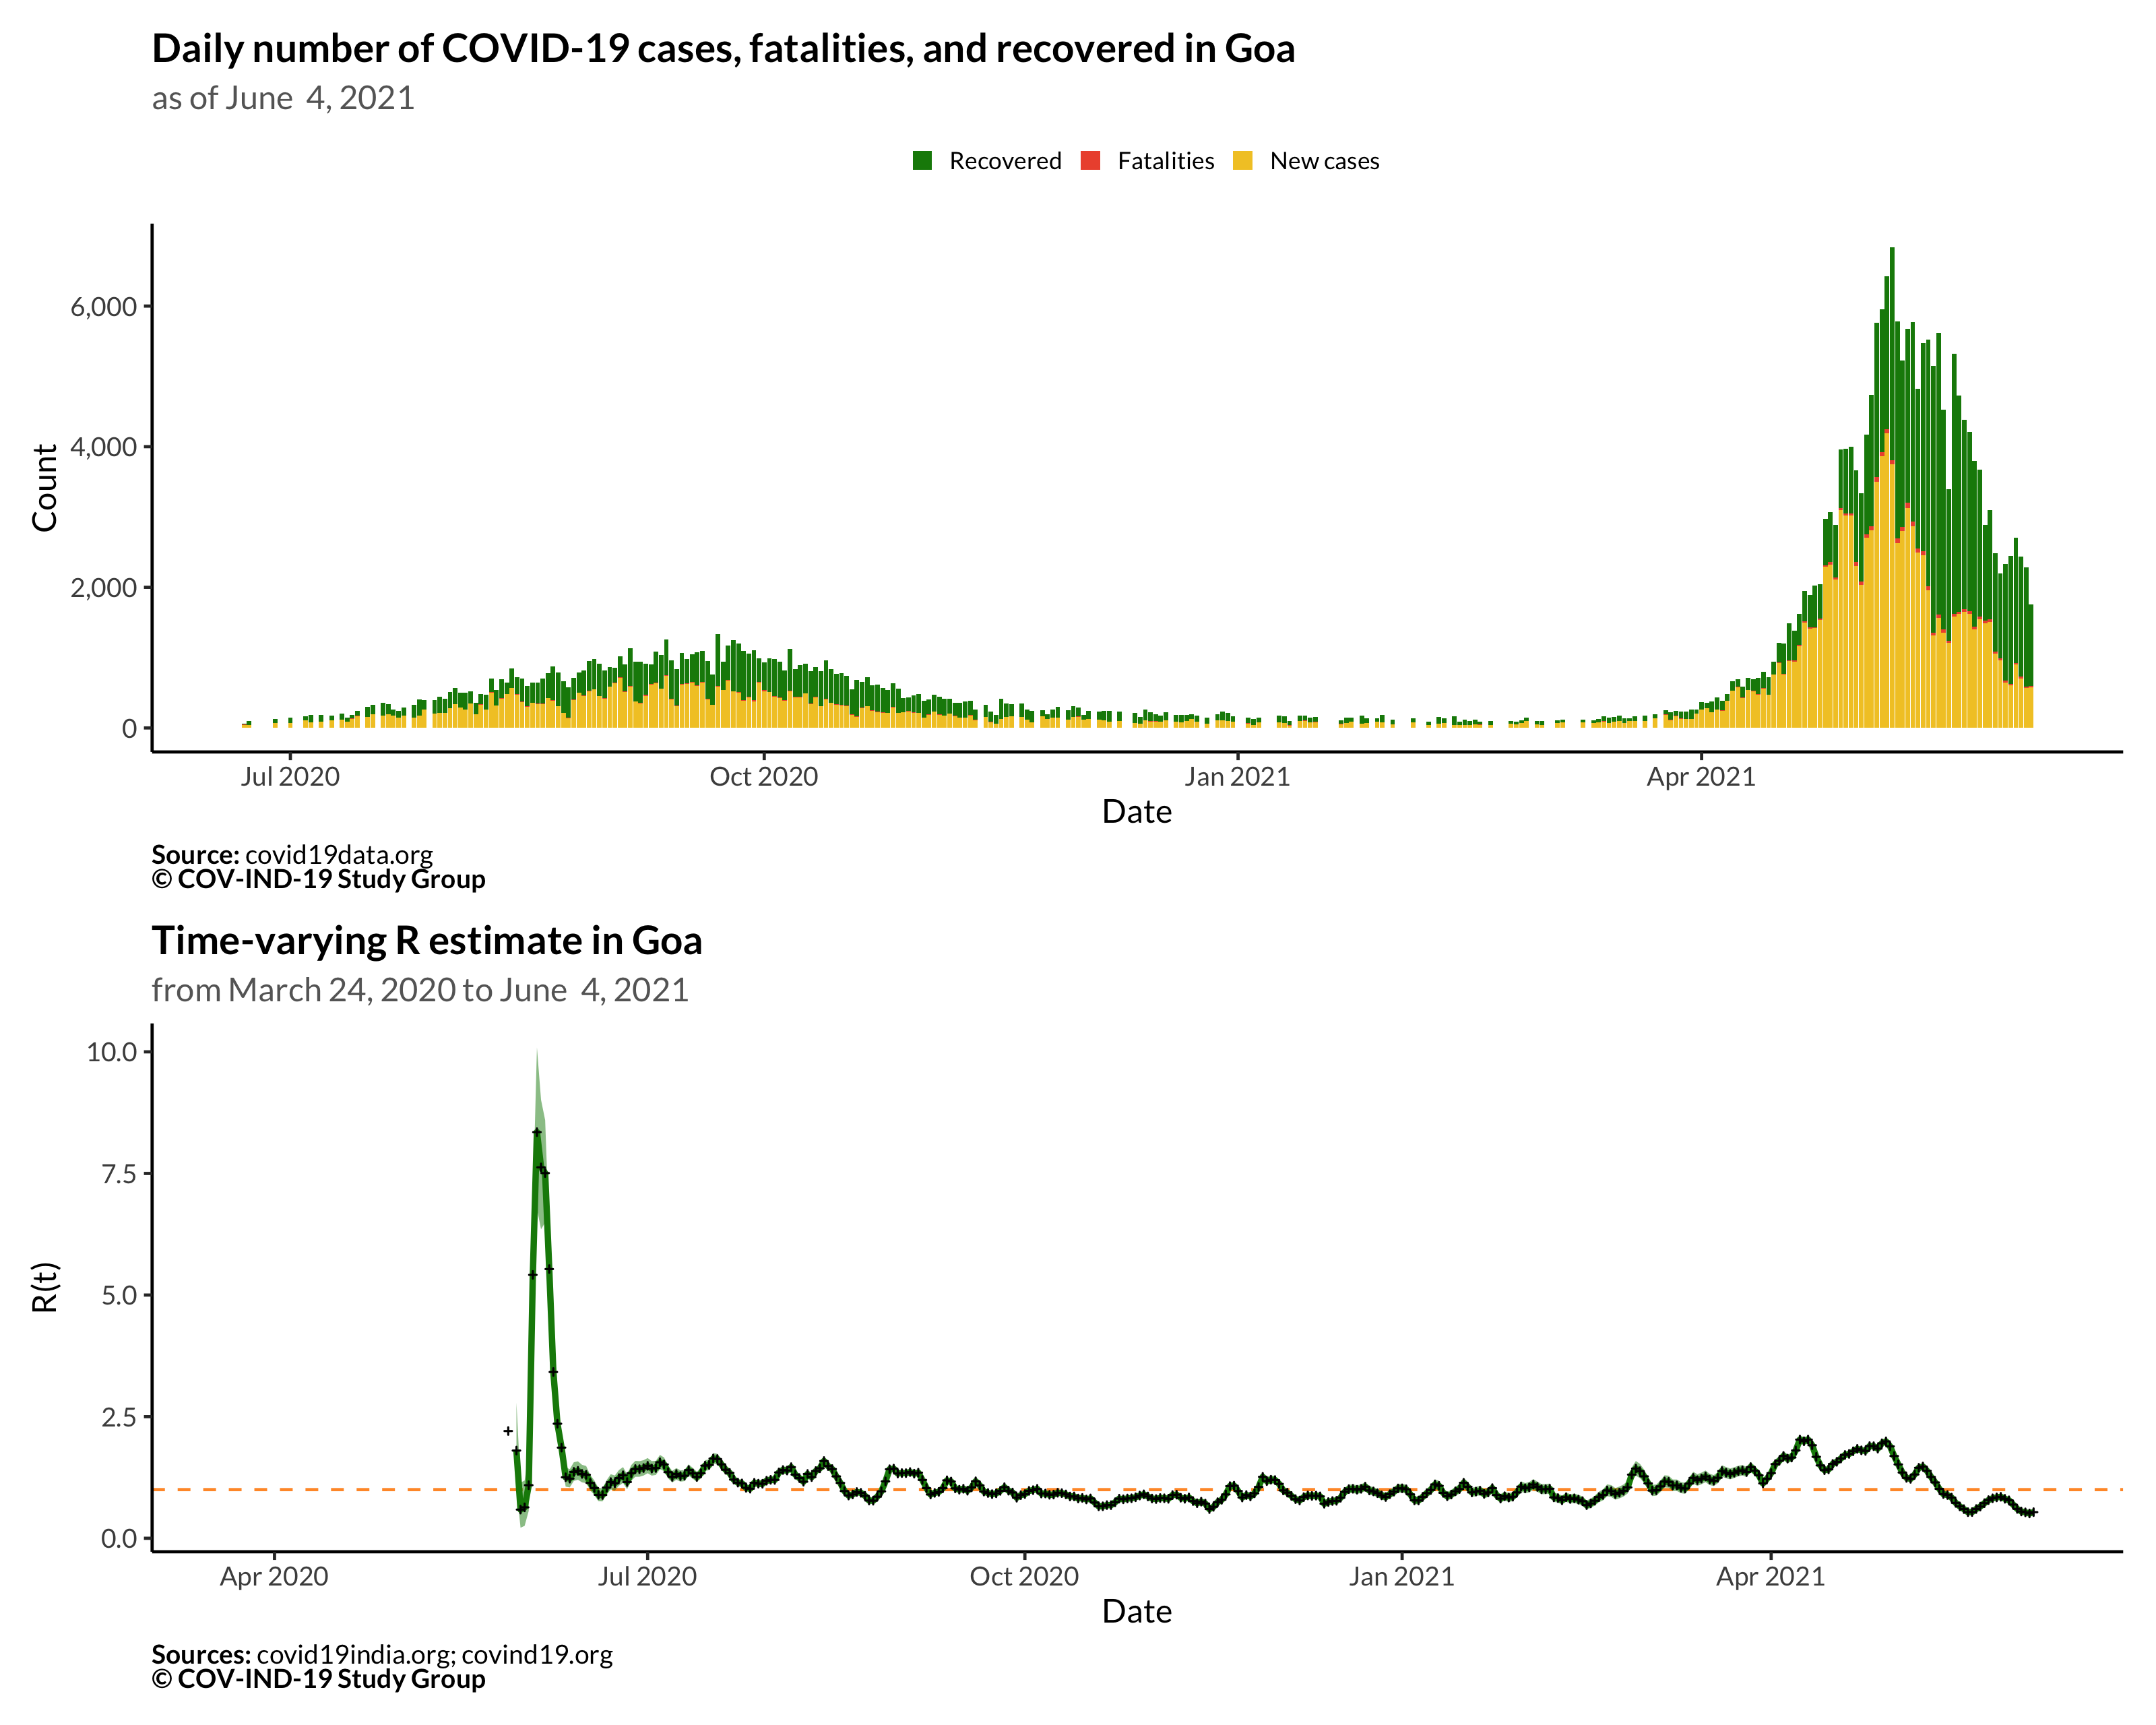 Daily number of COVID-19 cases, fatalities, and recovered in Goa
as of June  4, 2021
Recovered Fatalities New cases
6,000
4,000
2,000
0
Count
Jul 2020 Oct 2020 Jan 2021 Apr 2021
Date
Source: covid19data.org
© COV-IND-19 Study Group
Time-varying R estimate in Goa
from March 24, 2020 to June  4, 2021
10.0
7.5
5.0
2.5
0.0
R(t)
Apr 2020 Jul 2020 Oct 2020 Jan 2021 Apr 2021
Date
Sources: covid19india.org; covind19.org
© COV-IND-19 Study Group